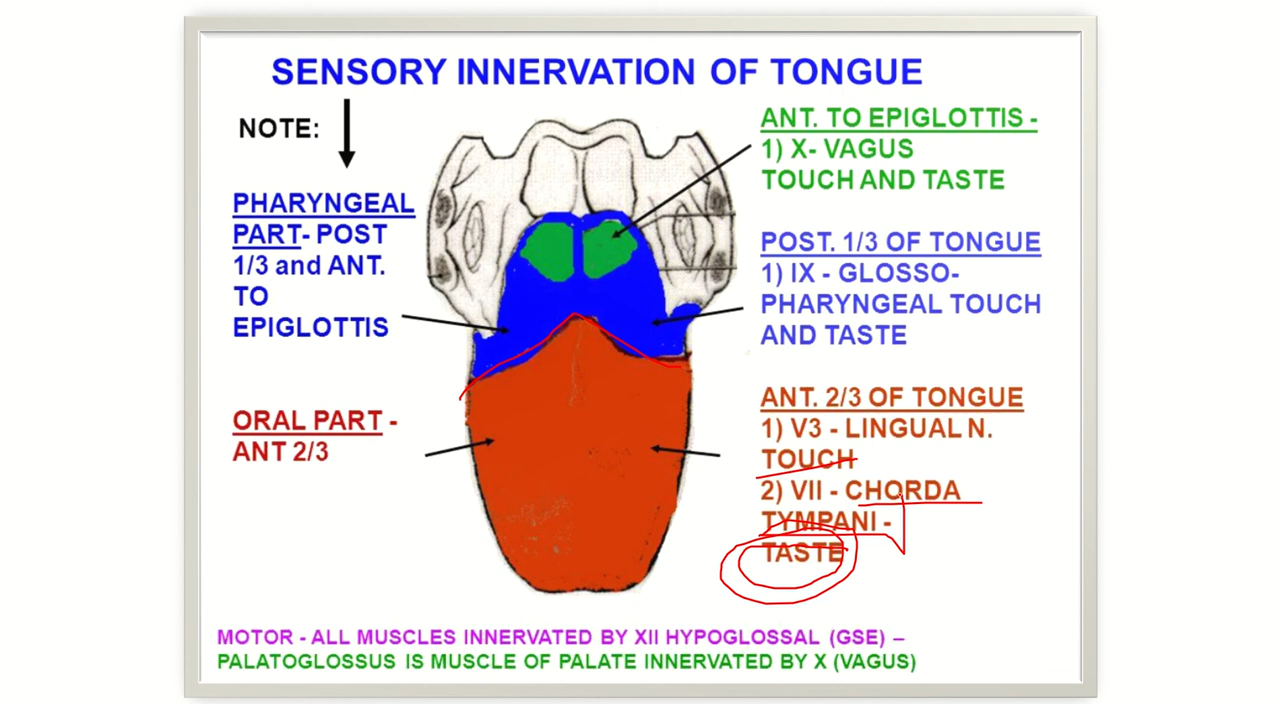 SENSORY INNERVATION OF TONGUE
NOTE:
PHARYNGEAL
PART- POST
1/3 and ANT.
TO
EPIGLOTTIS
ORAL PART -
ANT 2/3
ANT. TO EPIGLOTTIS -
1) X- VAGUS
TOUCH AND TASTE
POST. 1/3 OF TONGUE
1) IX - GLOSSO-
PHARYNGEAL TOUCH
AND TASTE
ANT. 2/3 OF TONGUE
1) V3 - LINGUAL N.
TOUCH
2) VII - CHORDA
TYMPANI -
TASTE
MOTOR - ALL MUSCLES INNERVATED BY XII HYPOGLOSSAL (GSE) –
PALATOGLOSSUS IS MUSCLE OF PALATE INNERVATED BY X (VAGUS)